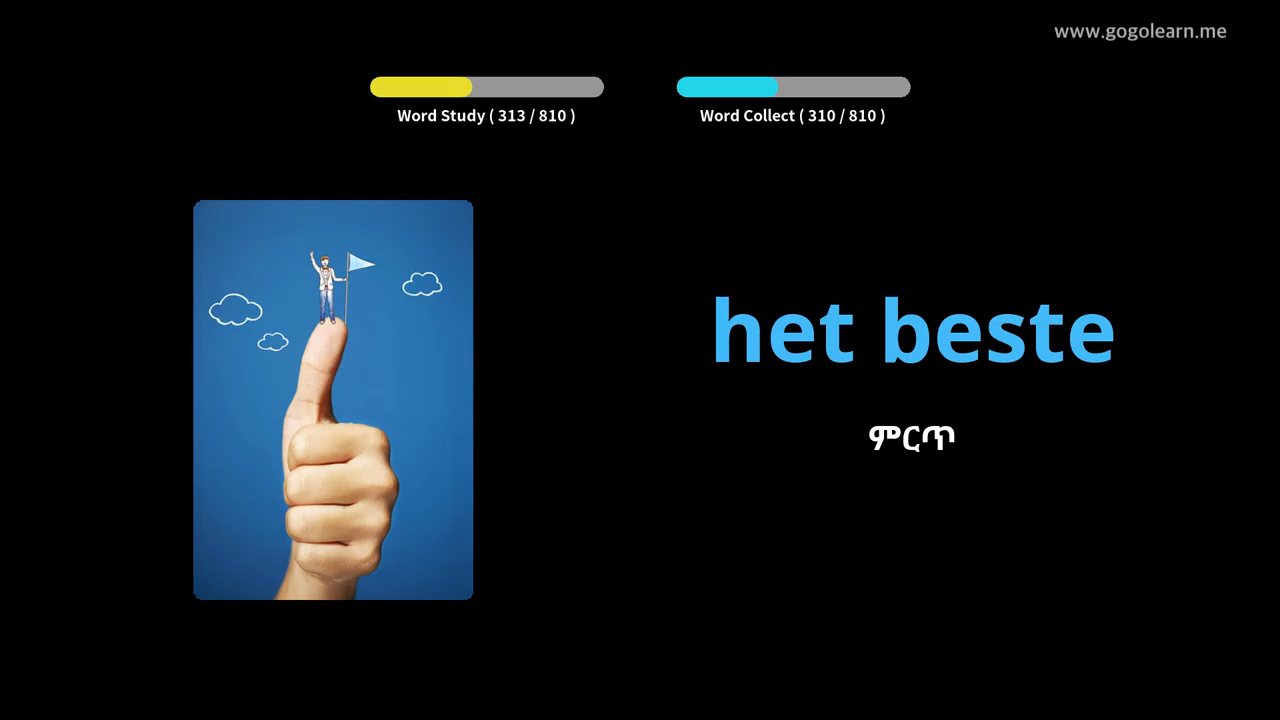 www.gogolearn.me
Word Study ( 313 / 810 )
Word Collect ( 310 / 810 )
het beste
ምርጥ